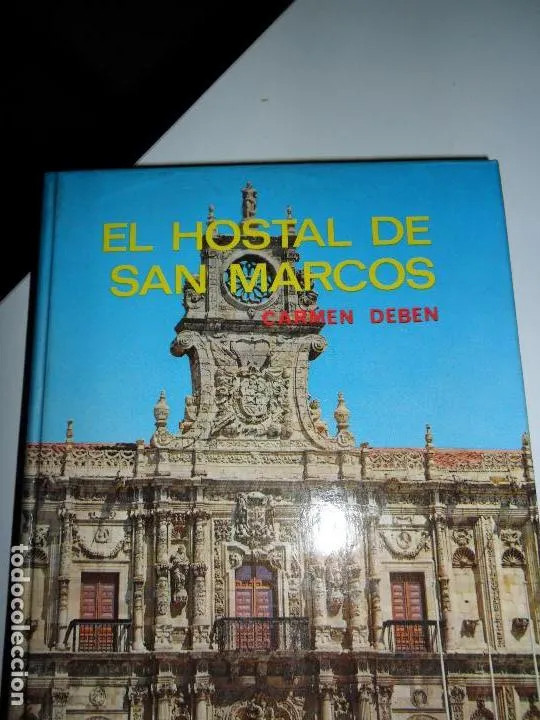 EL HOSTAL DE
SAN MARCOS
CARMEN DEBEN
todocoleccion